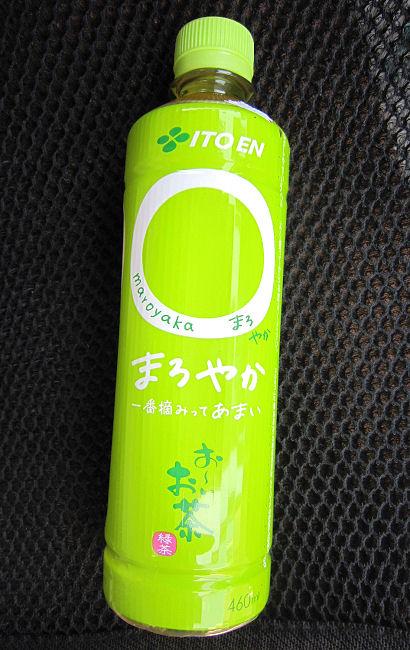 ITO EN
maroyaka
まろ
やか
まろやか
一番摘みってあまい
お〜い
お茶
緑茶
460ml